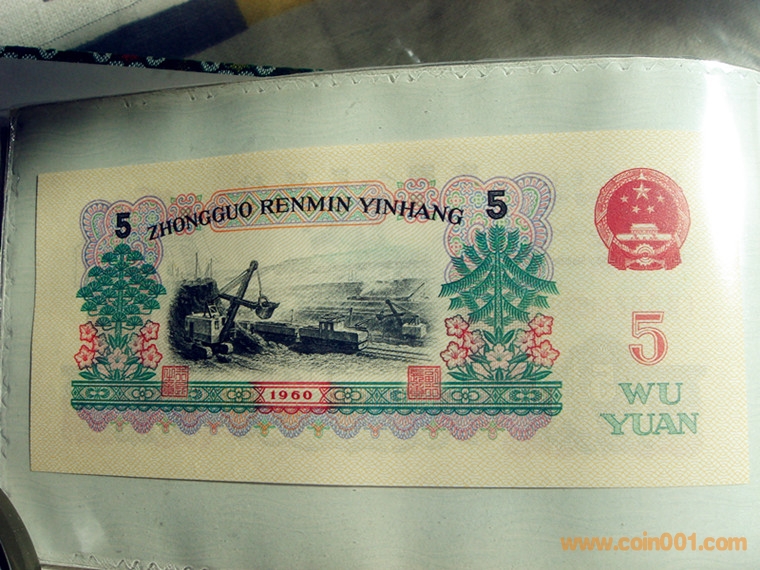 5 ZHONGGUO RENMIN YINHANG 5
1960
5
WU
YUAN
www.coin001.com